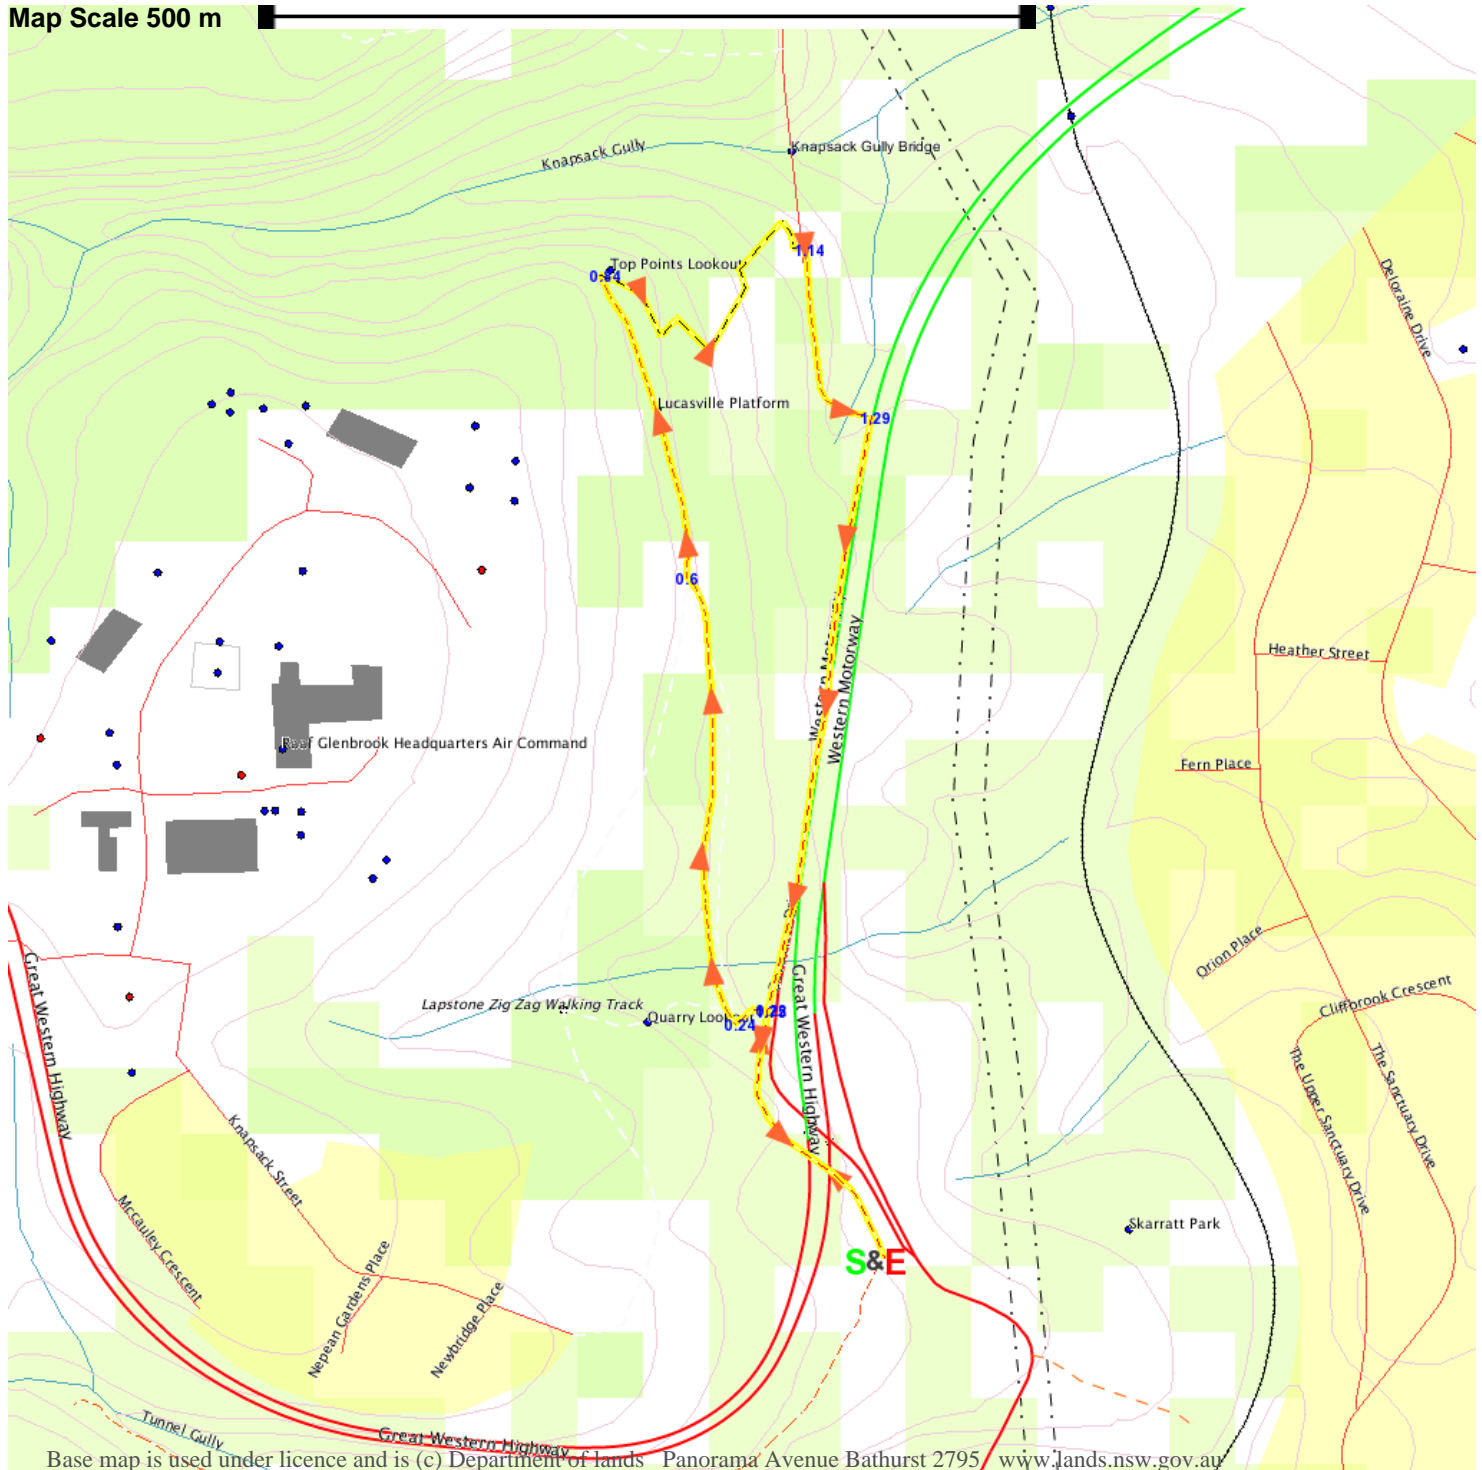 Map Scale 500 m
Knapsack Gully
Knapsack Gully Bridge
Top Points Lookout
0.84
1.14
Deloraine Drive
Lucasville Platform
1.29
0.6
Heather Street
Western Motorway
Raaf Glenbrook Headquarters Air Command
Fern Place
Orion Place
Great Western Highway
Great Western Highway
Lapstone Zig Zag Walking Track
Quarry Lookout
0.24
Cliffbrook Crescent
The Upper Sanctuary Drive
The Sanctuary Drive
Knapsack Street
Mccauley Crescent
Skarratt Park
S&E
Nepean Gardens Place
Newbridge Place
Tunnel Gully
Great Western Highway
Base map is used under licence and is (c) Department of lands Panorama Avenue Bathurst 2795 www.lands.nsw.gov.au